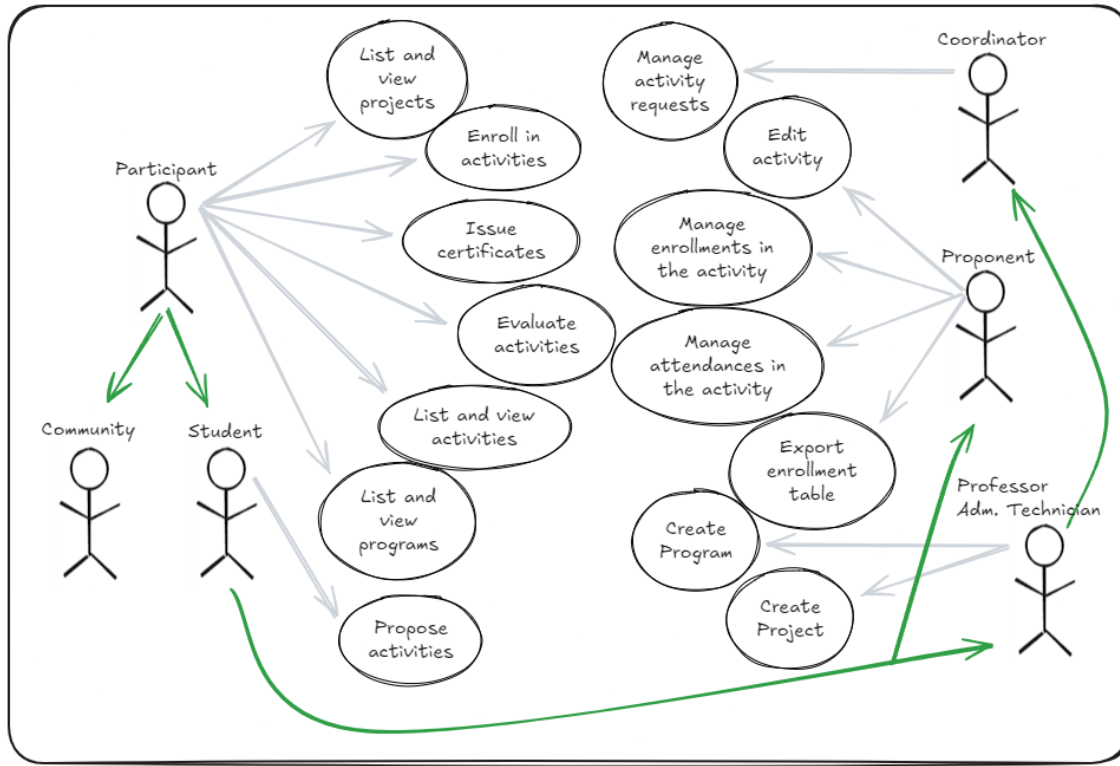 List and
view
projects
Enroll in
activities
Participant
Issue
certificates
Evaluate
activities
Community
Student
List and view
activities
List and
view
programs
Propose
activities
Manage
activity
requests
Coordinator
Edit
activity
Manage
enrollments in
the activity
Proponent
Manage
attendances in
the activity
Export
enrollment
table
Professor
Adm. Technician
Create
Program
Create
Project